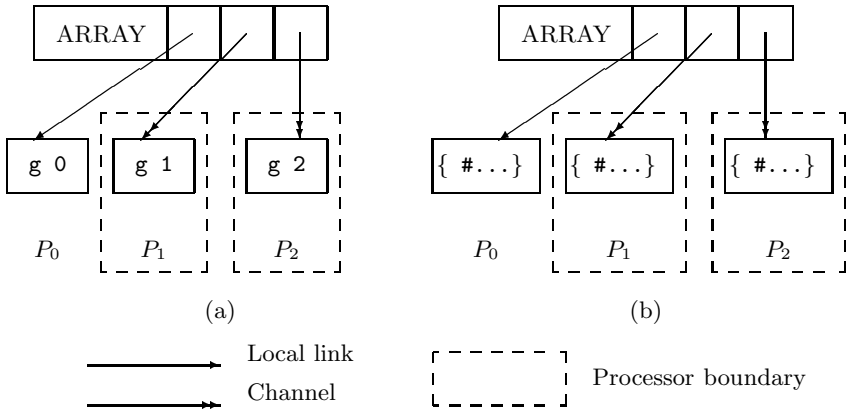 ARRAY ARRAY
g 0 g 1 g 2 { #...} { #...} { #...}
P0 P1 P2 P0 P1 P2
(a) (b)
Local link
Channel
Processor boundary